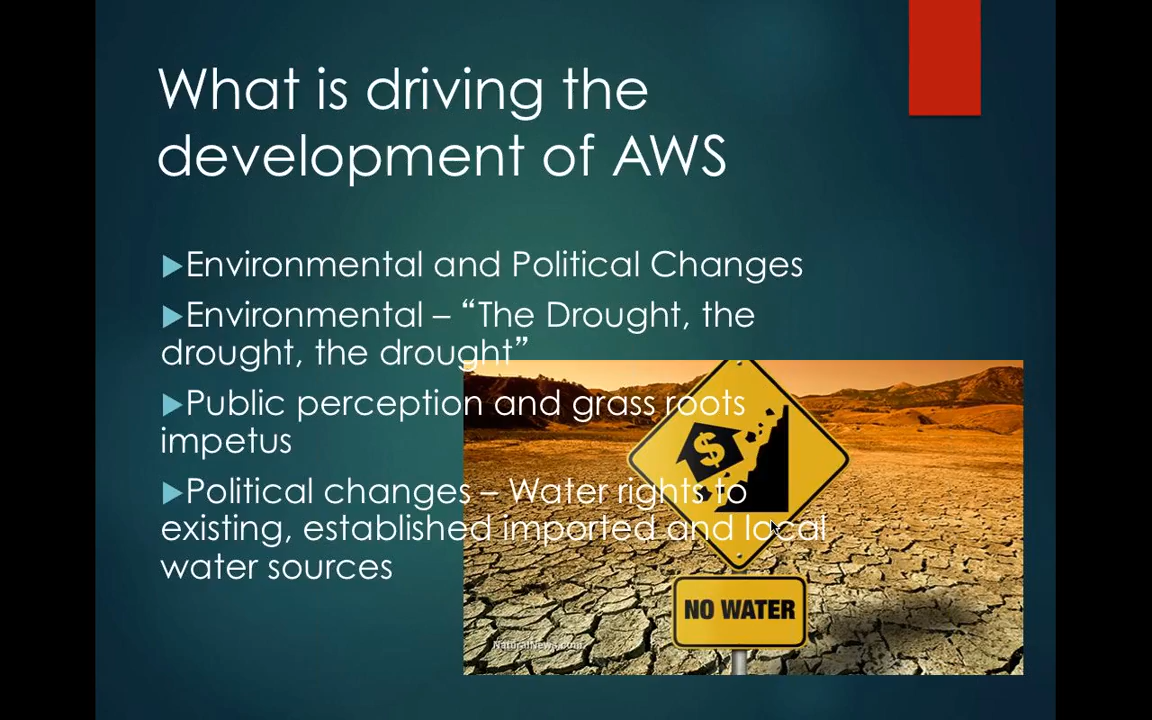 What is driving the
development of AWS
▶Environmental and Political Changes
▶Environmental – “The Drought, the
drought, the drought”
▶Public perception and grass roots
impetus
▶Political changes – Water rights to
existing, established imported and local
water sources
$
NO WATER
NaturalNews.com